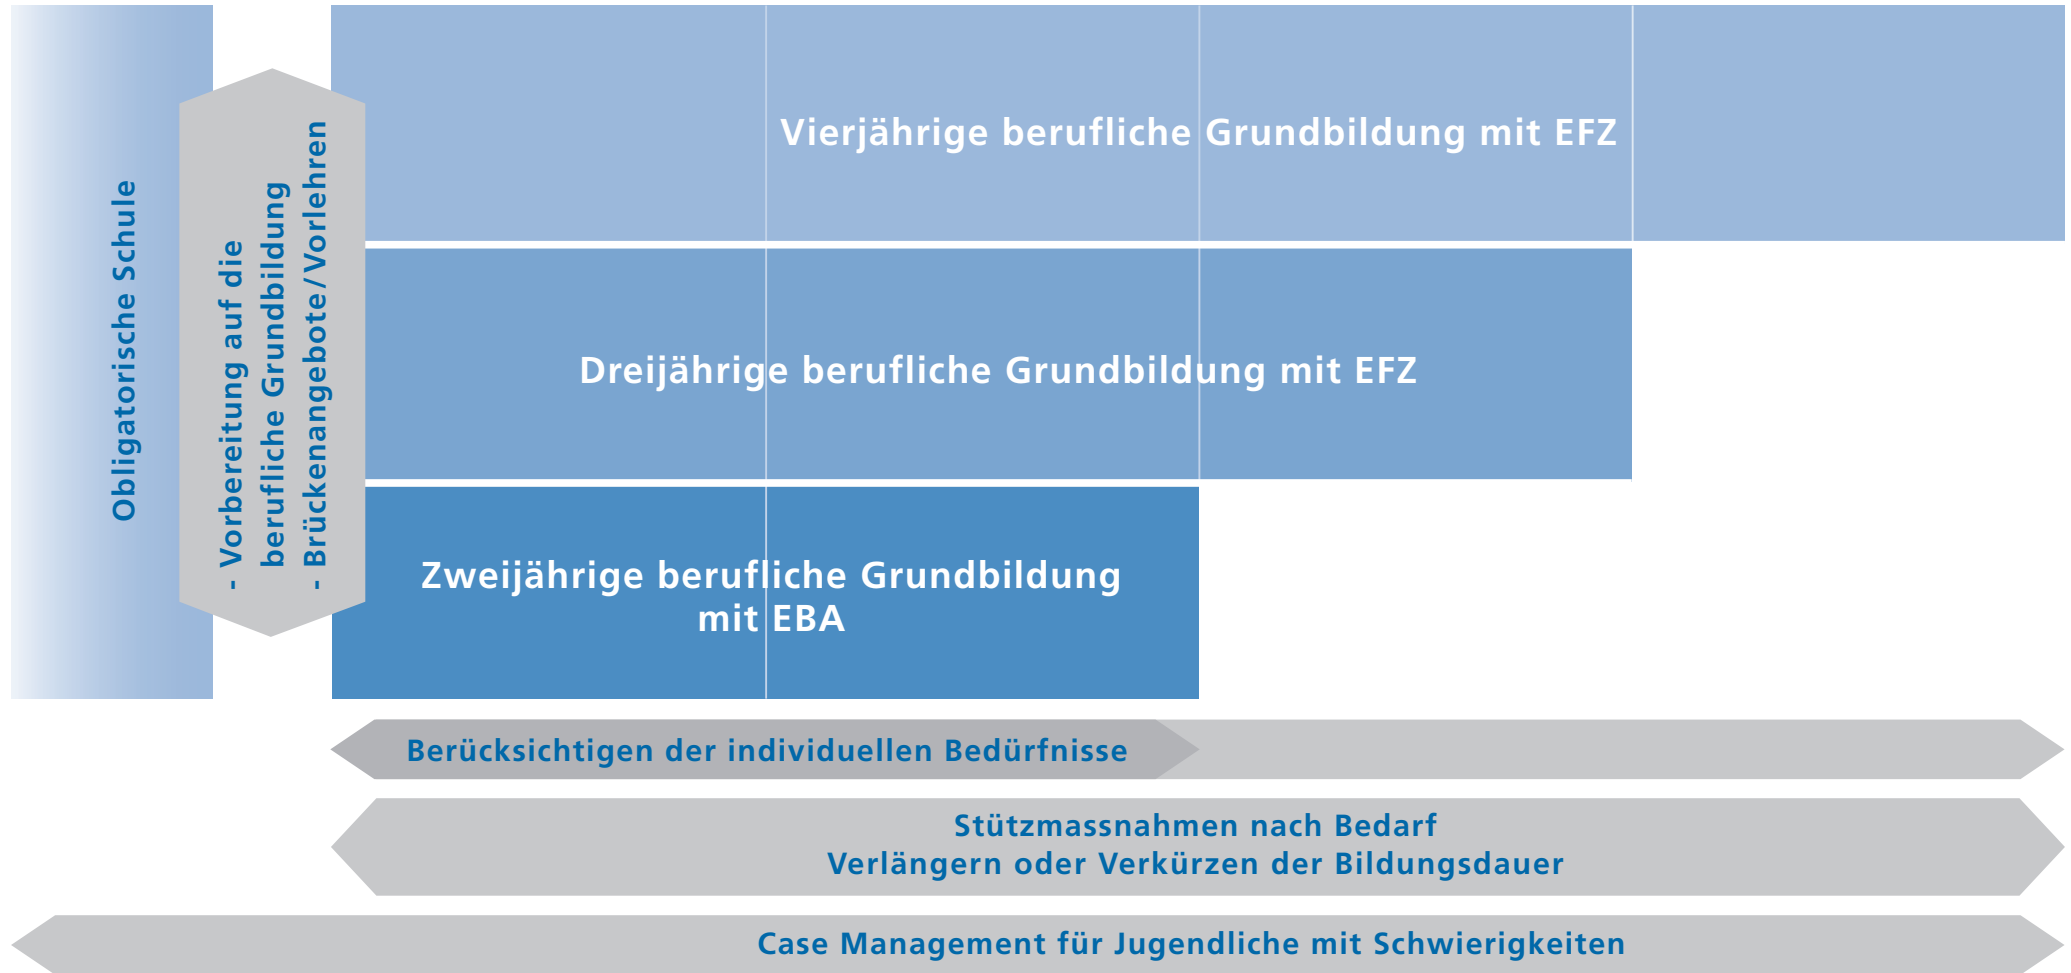 Obligatorische Schule
- Vorbereitung auf die
berufliche Grundbildung
- Brückenangebote/Vorlehren
Vierjährige berufliche Grundbildung mit EFZ
Dreijährige berufliche Grundbildung mit EFZ
Zweijährige berufliche Grundbildung
mit EBA
Berücksichtigen der individuellen Bedürfnisse
Stützmassnahmen nach Bedarf
Verlängern oder Verkürzen der Bildungsdauer
Case Management für Jugendliche mit Schwierigkeiten